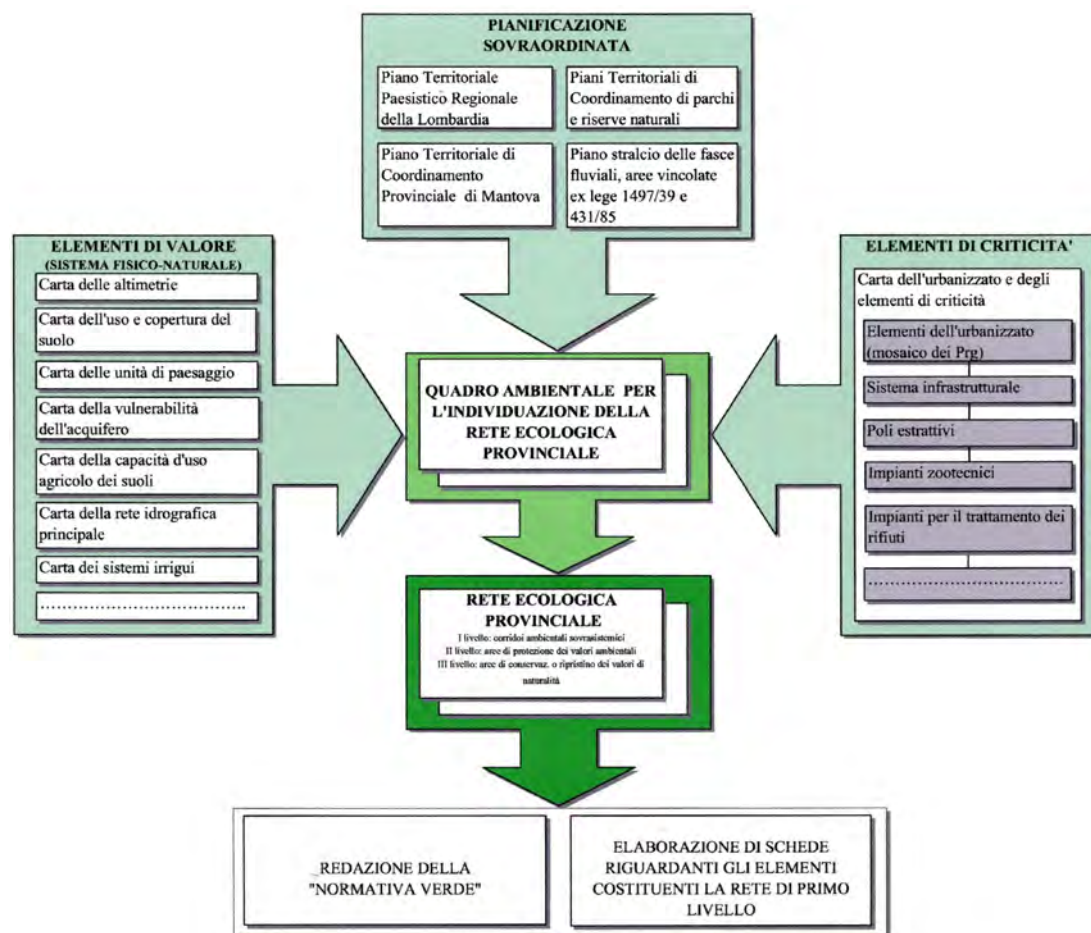 PIANIFICAZIONE
SOVRAORDINATA
Piano Territoriale
Paesistico Regionale
della Lombardia
Piani Territoriali di
Coordinamento di parchi
e riserve naturali
Piano Territoriale di
Coordinamento
Provinciale di Mantova
Piano stralcio delle fasce
fluviali, aree vincolate
ex lege 1497/39 e
431/85
ELEMENTI DI VALORE
(SISTEMA FISICO-NATURALE)
Carta delle altimetrie
Carta dell'uso e copertura del
suolo
Carta delle unità di paesaggio
Carta della vulnerabilità
dell'acquifero
Carta della capacità d'uso
agricolo dei suoli
Carta della rete idrografica
principale
Carta dei sistemi irrigui
.......................................
ELEMENTI DI CRITICITA'
Carta dell'urbanizzato e degli
elementi di criticità
Elementi dell'urbanizzato
(mosaico dei Prg)
Sistema infrastrutturale
Poli estrattivi
Impianti zootecnici
Impianti per il trattamento dei
rifiuti
.......................................
QUADRO AMBIENTALE PER
L'INDIVIDUAZIONE DELLA
RETE ECOLOGICA
PROVINCIALE
RETE ECOLOGICA
PROVINCIALE
I livello: corridoi ambientali sovrasistemici
II livello: aree di protezione dei valori ambientali
III livello: aree di conservaz. o ripristino dei valori di
naturalità
REDAZIONE DELLA
"NORMATIVA VERDE"
ELABORAZIONE DI SCHEDE
RIGUARDANTI GLI ELEMENTI
COSTITUENTI LA RETE DI PRIMO
LIVELLO